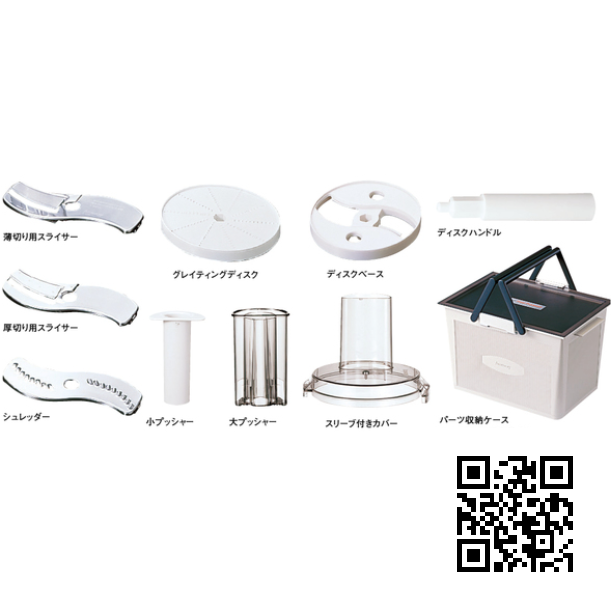 薄切り用スライサー
グレイティングディスク
ディスクベース
ディスクハンドル
厚切り用スライサー
シュレッダー
小プッシャー
大プッシャー
スリーブ付きカバー
パーツ収納ケース